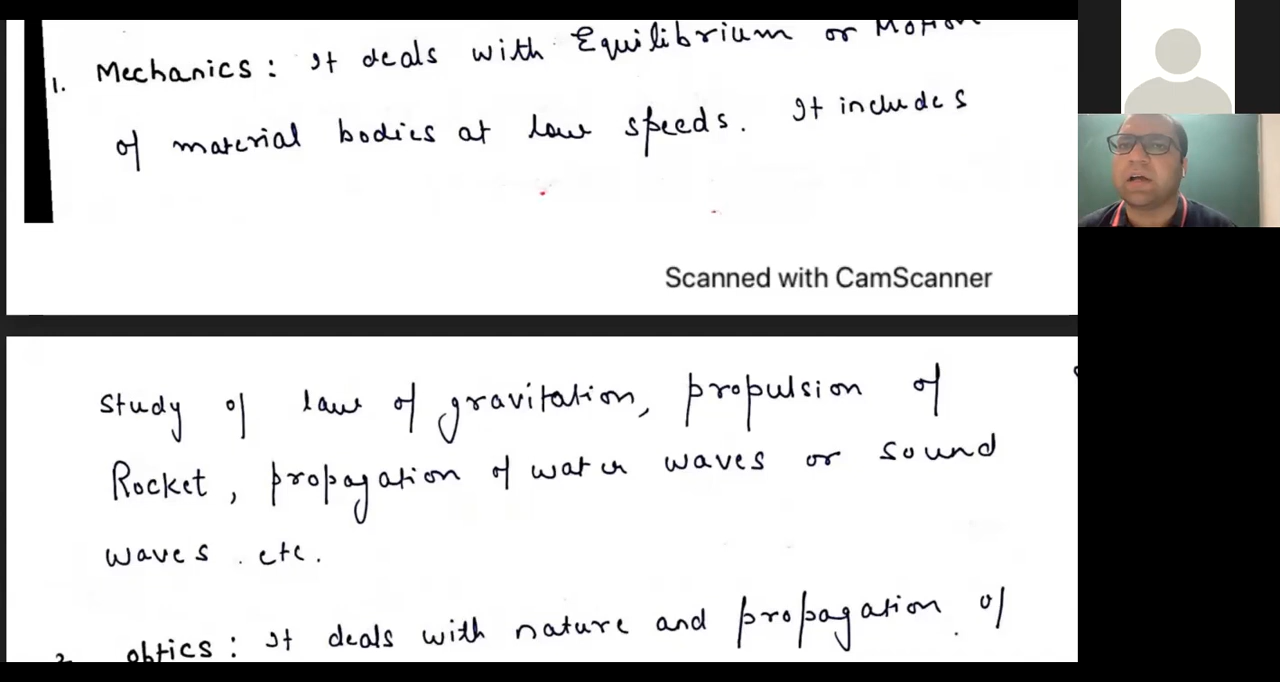 1. Mechanics: It deals with Equilibrium or Motion
of material bodies at low speeds. It includes
Scanned with CamScanner
study of law of gravitation, propulsion of
Rocket, propagation of water waves or sound
waves. etc.
2. optics: It deals with nature and propagation of